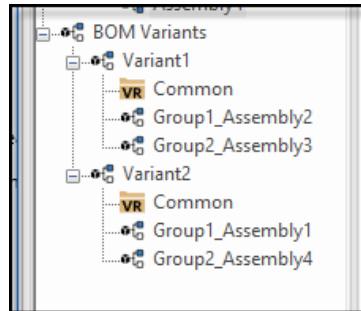 BOM Variants
Variant1
VR Common
Group1_Assembly2
Group2_Assembly3
Variant2
VR Common
Group1_Assembly1
Group2_Assembly4